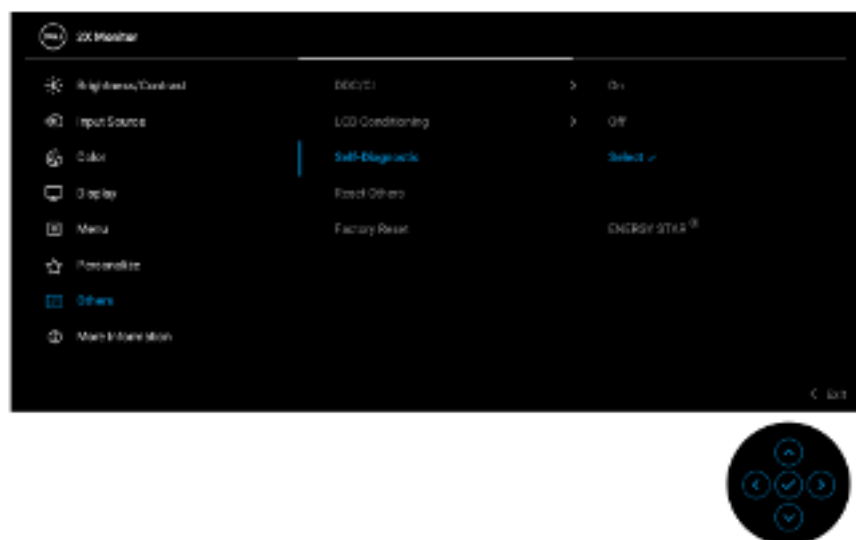 DELL XX Monitor
Brightness/Contrast DDC/CI > On
Input Source LCD Conditioning > Off
Color Self-Diagnostic Select ✓
Display Reset Others
Menu Factory Reset ENERGY STAR®
Personalize
Others
More Information
< Exit